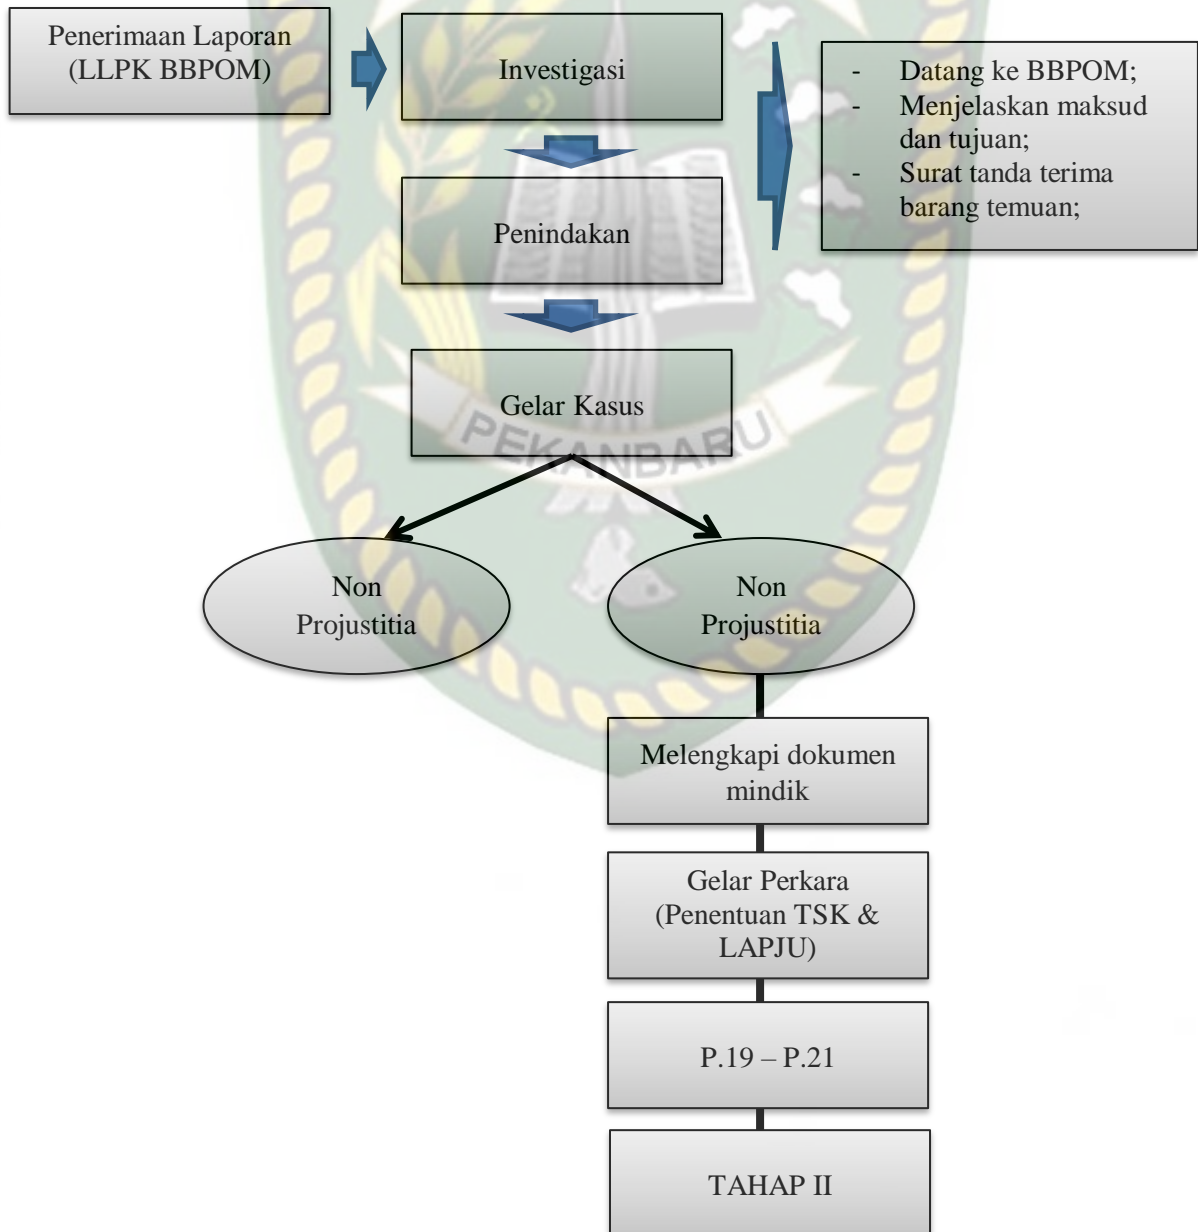 Penerimaan Laporan
(LLPK BBPOM)
Investigasi
- Datang ke BBPOM;
- Menjelaskan maksud
dan tujuan;
- Surat tanda terima
barang temuan;
Penindakan
Gelar Kasus
PEKANBARU
Non
Projustitia
Non
Projustitia
Melengkapi dokumen
mindik
Gelar Perkara
(Penentuan TSK &
LAPJU)
P.19 – P.21
TAHAP II